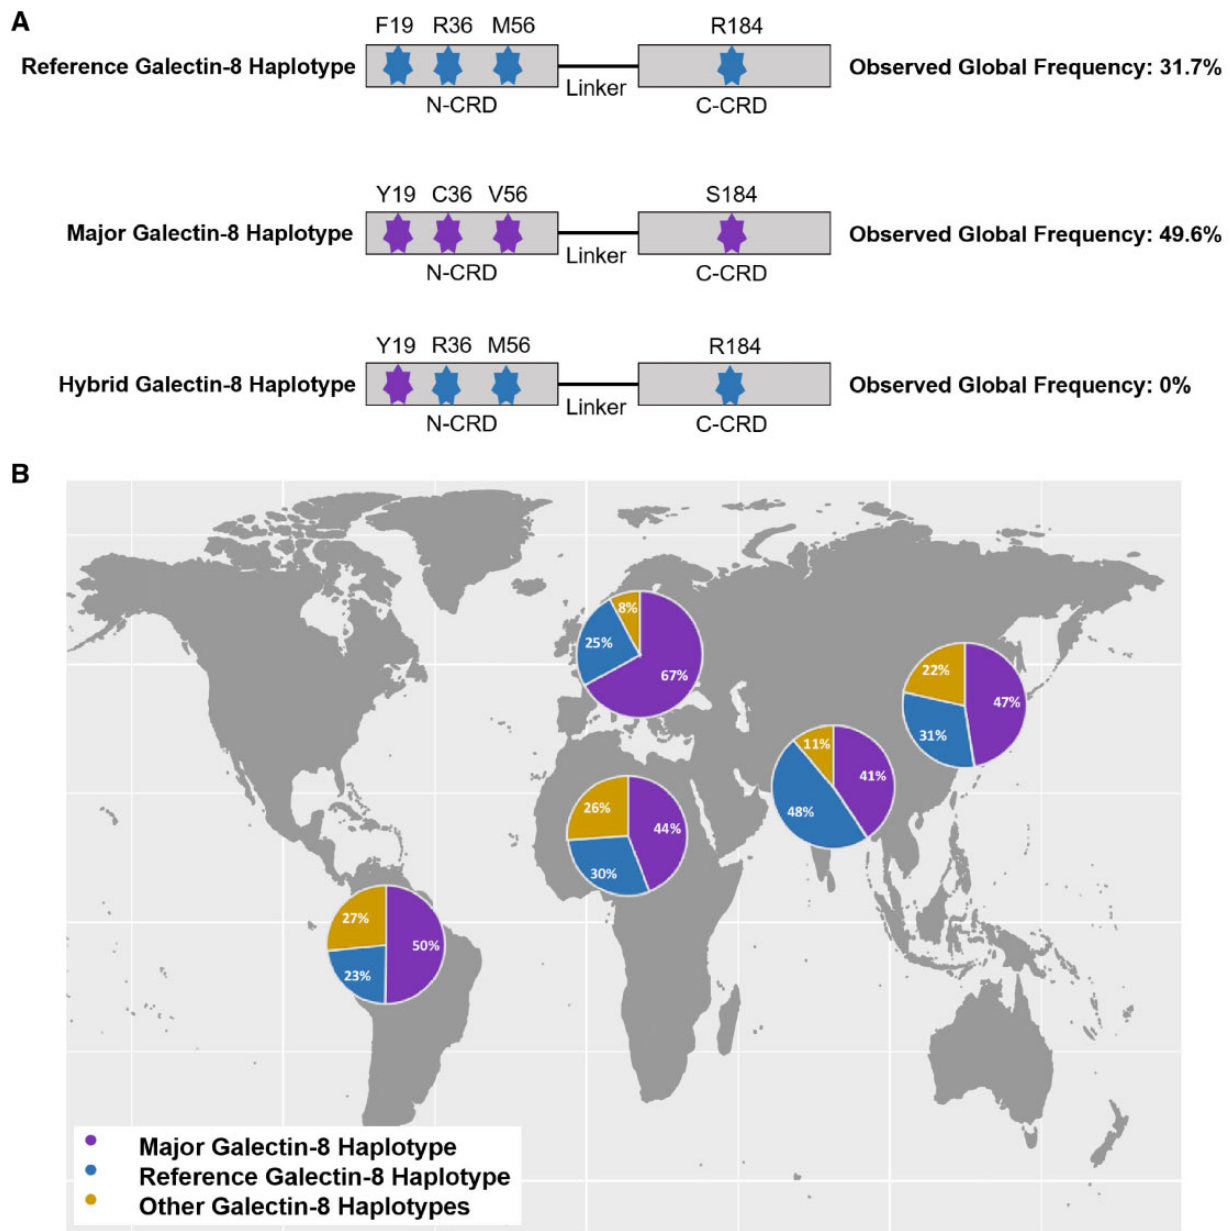 A
F19 R36 M56 R184
Reference Galectin-8 Haplotype Linker Observed Global Frequency: 31.7%
N-CRD C-CRD
Y19 C36 V56 S184
Major Galectin-8 Haplotype Linker Observed Global Frequency: 49.6%
N-CRD C-CRD
Y19 R36 M56 R184
Hybrid Galectin-8 Haplotype Linker Observed Global Frequency: 0%
N-CRD C-CRD
B
8%
25%
67%
22%
47%
31%
11%
41%
48%
26%
44%
30%
27%
50%
23%
Major Galectin-8 Haplotype
Reference Galectin-8 Haplotype
Other Galectin-8 Haplotypes